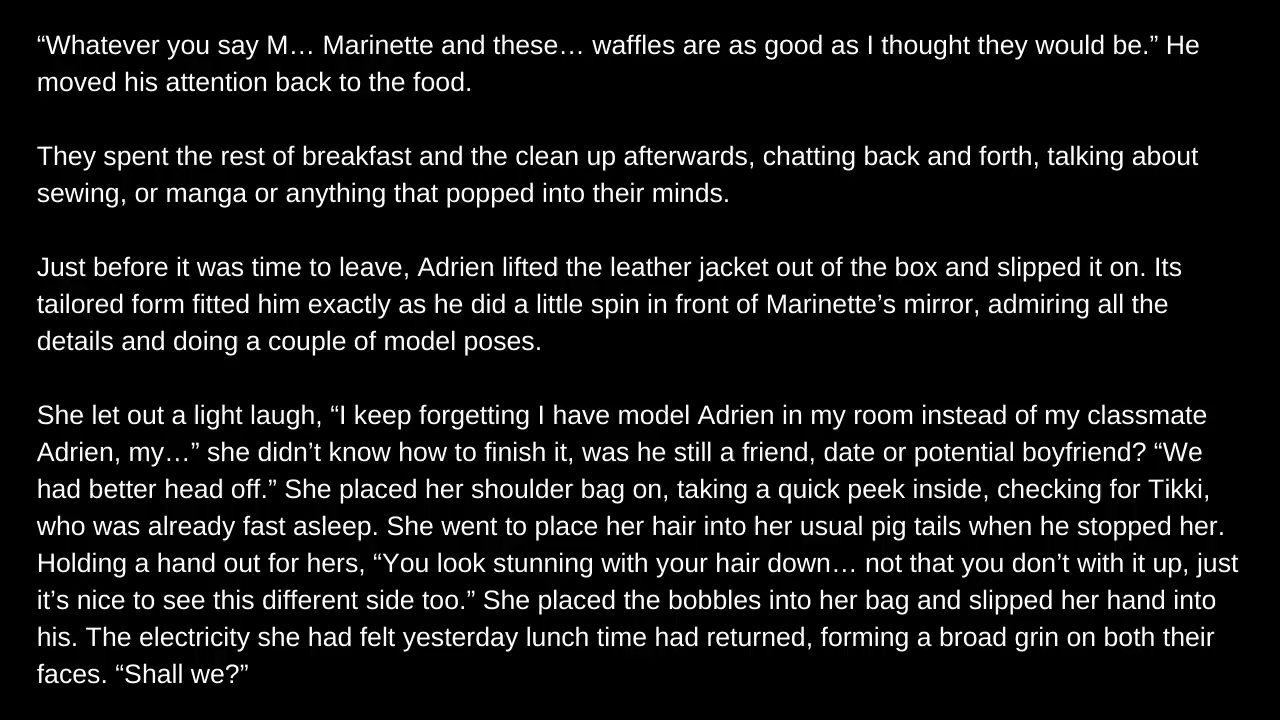 “Whatever you say M… Marinette and these… waffles are as good as I thought they would be.” He
moved his attention back to the food.
They spent the rest of breakfast and the clean up afterwards, chatting back and forth, talking about
sewing, or manga or anything that popped into their minds.
Just before it was time to leave, Adrien lifted the leather jacket out of the box and slipped it on. Its
tailored form fitted him exactly as he did a little spin in front of Marinette’s mirror, admiring all the
details and doing a couple of model poses.
She let out a light laugh, “I keep forgetting I have model Adrien in my room instead of my classmate
Adrien, my…” she didn’t know how to finish it, was he still a friend, date or potential boyfriend? “We
had better head off.” She placed her shoulder bag on, taking a quick peek inside, checking for Tikki,
who was already fast asleep. She went to place her hair into her usual pig tails when he stopped her.
Holding a hand out for hers, “You look stunning with your hair down… not that you don’t with it up, just
it’s nice to see this different side too.” She placed the bobbles into her bag and slipped her hand into
his. The electricity she had felt yesterday lunch time had returned, forming a broad grin on both their
faces. “Shall we?”